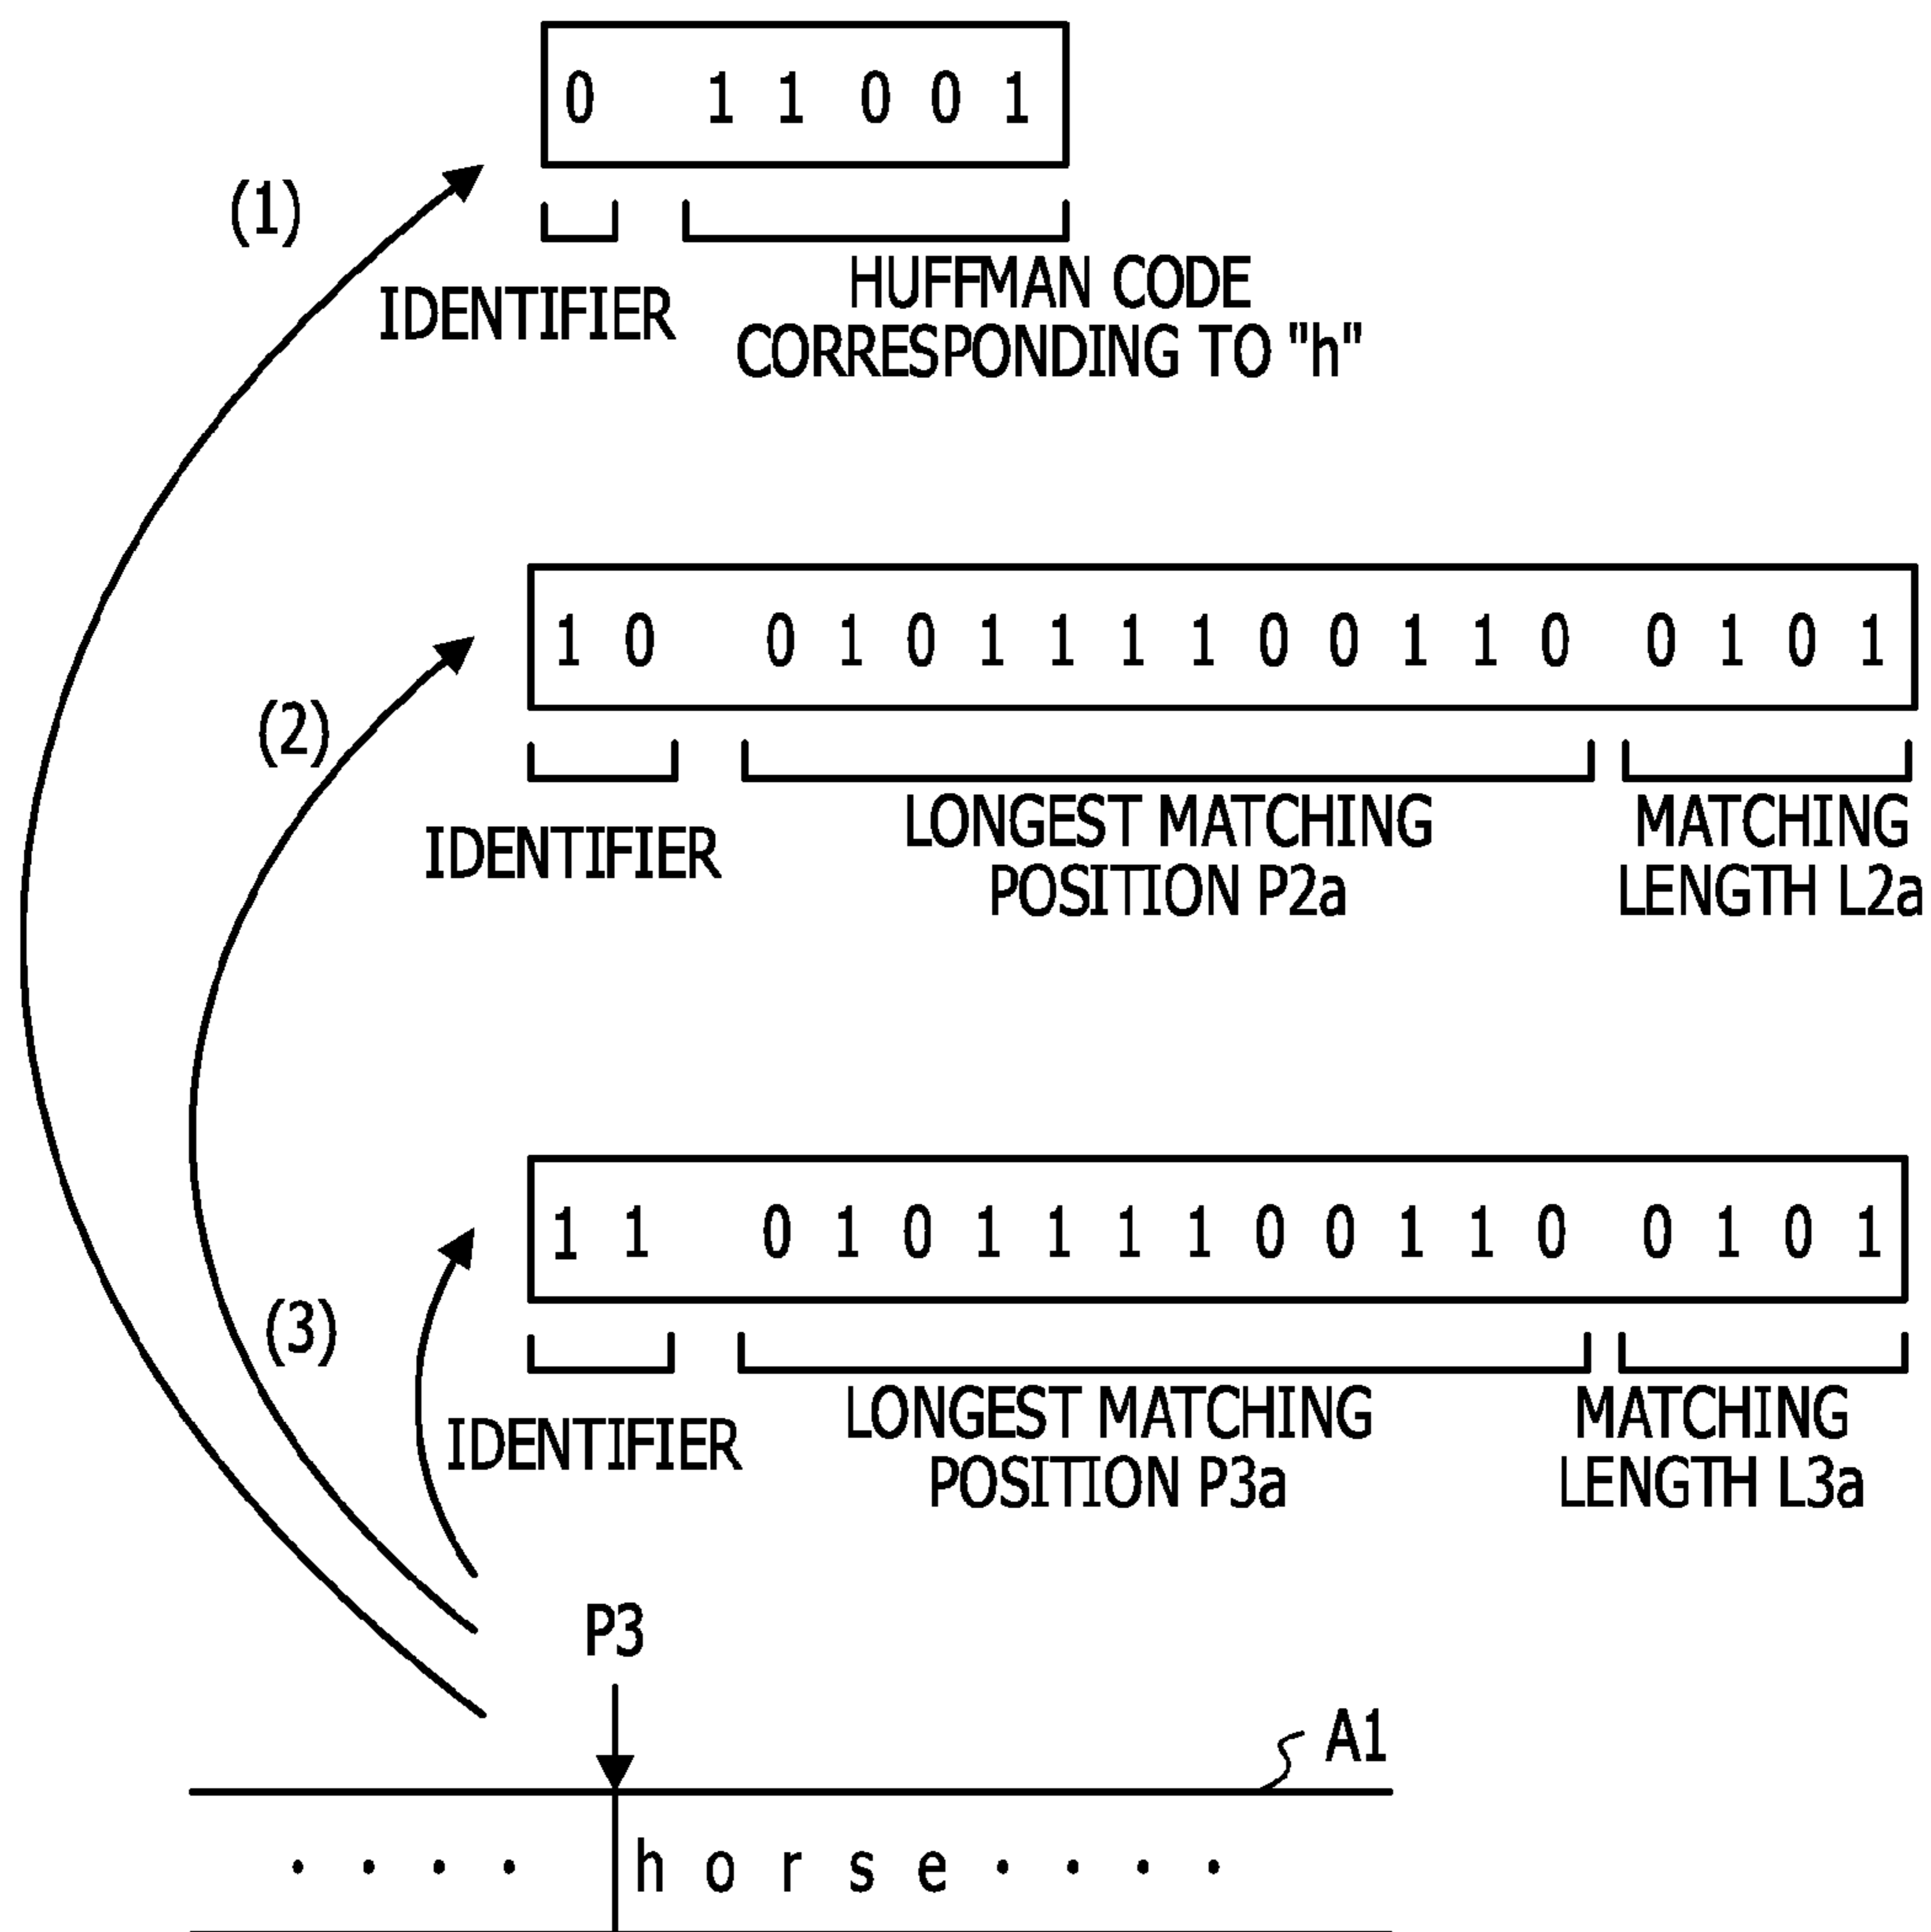 0 1 1 0 0 1
(1)
IDENTIFIER
HUFFMAN CODE
CORRESPONDING TO "h"
1 0 0 1 0 1 1 1 1 0 0 1 1 0 0 1 0 1
(2)
IDENTIFIER
LONGEST MATCHING
POSITION P2a
MATCHING
LENGTH L2a
1 1 0 1 0 1 1 1 1 0 0 1 1 0 0 1 0 1
(3)
IDENTIFIER
LONGEST MATCHING
POSITION P3a
MATCHING
LENGTH L3a
P3
A1
· · · · h o r s e · · · ·